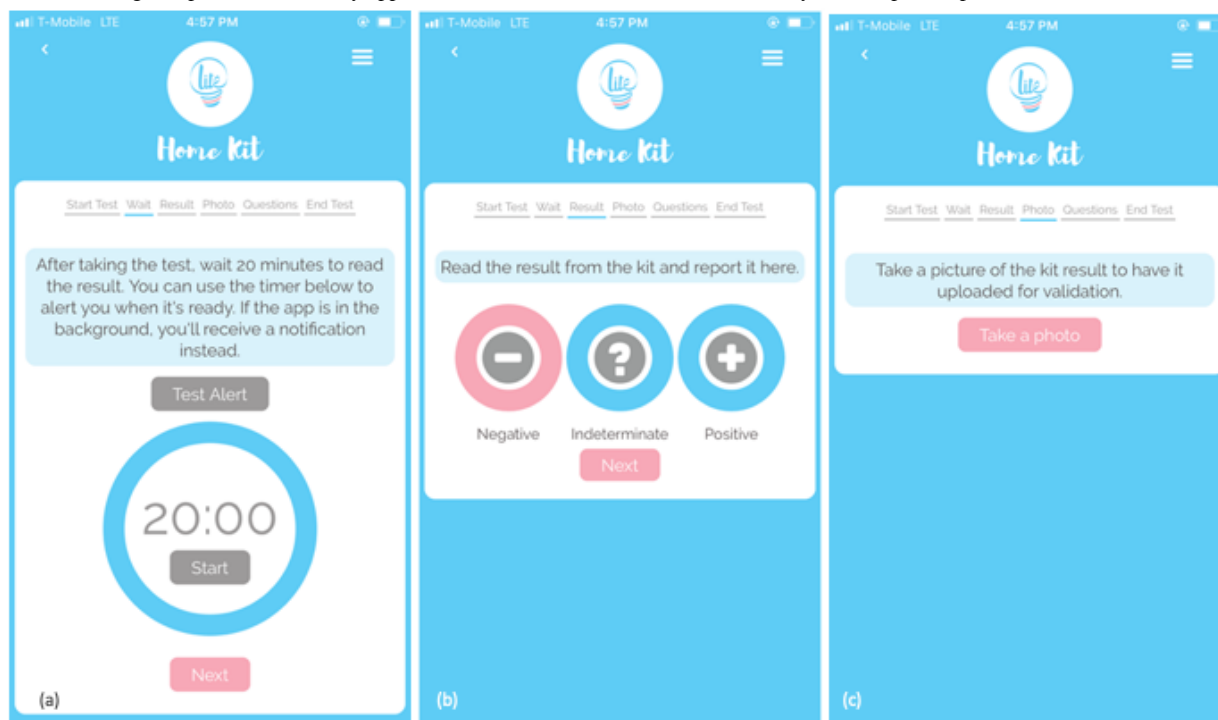 T-Mobile LTE 4:57 PM
Lite
Home Kit
Start Test Wait Result Photo Questions End Test
After taking the test, wait 20 minutes to read
the result. You can use the timer below to
alert you when it's ready. If the app is in the
background, you'll receive a notification
instead.
Test Alert
20:00
Start
Next
(a)
T-Mobile LTE 4:57 PM
Lite
Home Kit
Start Test Wait Result Photo Questions End Test
Read the result from the kit and report it here.
Negative Indeterminate Positive
Next
(b)
T-Mobile LTE 4:57 PM
Lite
Home Kit
Start Test Wait Result Photo Questions End Test
Take a picture of the kit result to have it
uploaded for validation.
Take a photo
(c)